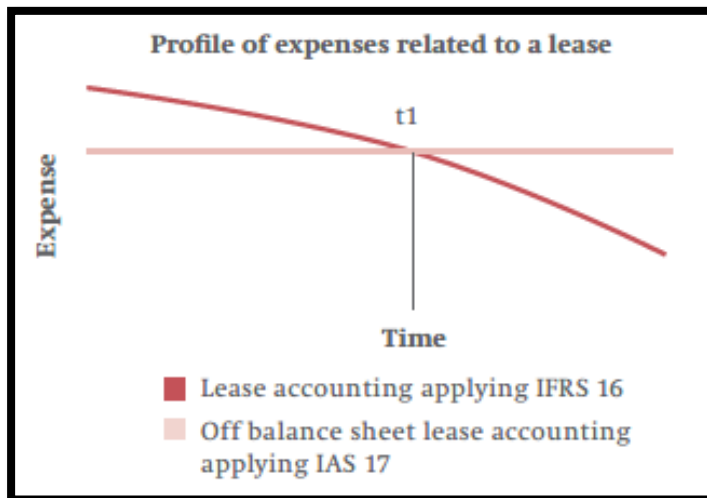 Profile of expenses related to a lease
t1
Expense
Time
Lease accounting applying IFRS 16
Off balance sheet lease accounting
applying IAS 17